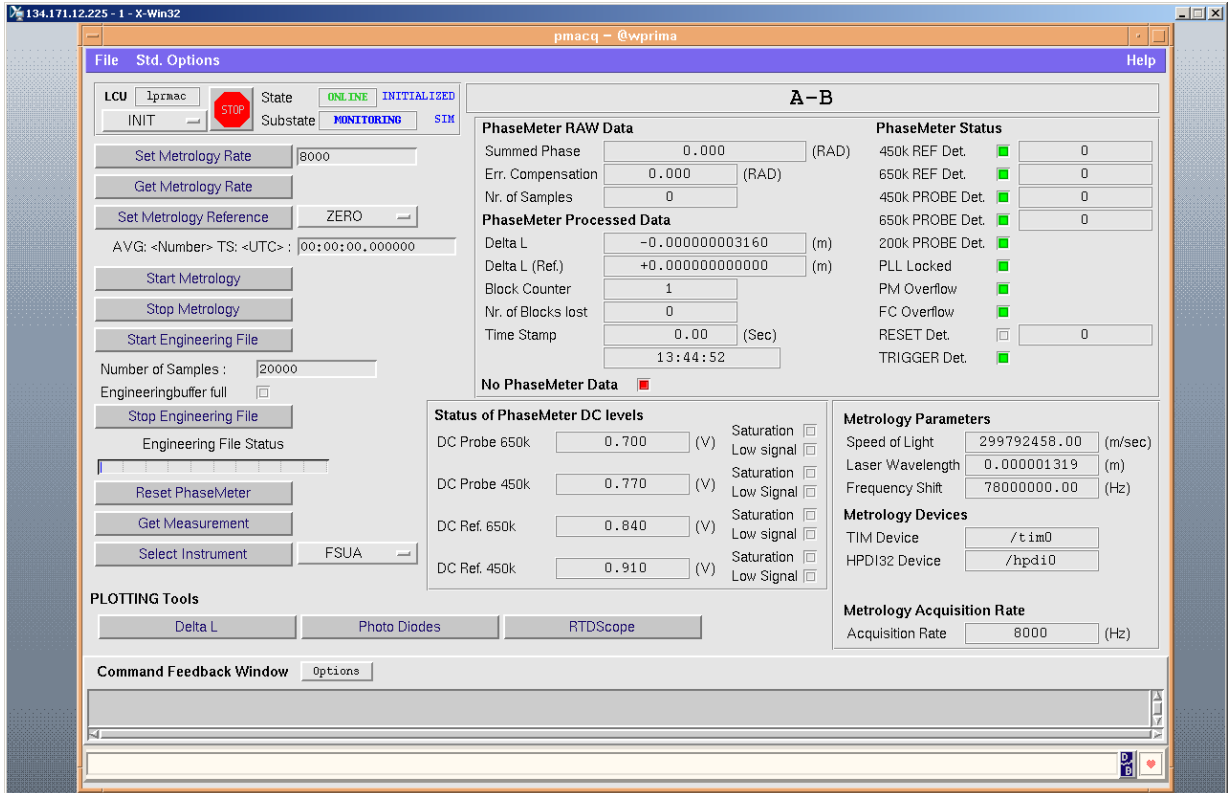 134.171.12.225 - 1 - X-Win32
pmacq - @wprima
File Std. Options Help
LCU lprmac STOP State ONLINE INITIALIZED
INIT Substate MONITORING SIM
Set Metrology Rate 8000
Get Metrology Rate
Set Metrology Reference ZERO
AVG: <Number> TS: <UTC> : 00:00:00.000000
Start Metrology
Stop Metrology
Start Engineering File
Number of Samples : 20000
Engineeringbuffer full
Stop Engineering File
Engineering File Status
Reset PhaseMeter
Get Measurement
Select Instrument FSUA
A-B
PhaseMeter RAW Data
Summed Phase 0.000 (RAD)
Err. Compensation 0.000 (RAD)
Nr. of Samples 0
PhaseMeter Processed Data
Delta L -0.000000003160 (m)
Delta L (Ref.) +0.000000000000 (m)
Block Counter 1
Nr. of Blocks lost 0
Time Stamp 0.00 (Sec)
13:44:52
No PhaseMeter Data
PhaseMeter Status
450k REF Det. 0
650k REF Det. 0
450k PROBE Det. 0
650k PROBE Det. 0
200k PROBE Det.
PLL Locked
PM Overflow
FC Overflow
RESET Det. 0
TRIGGER Det.
Status of PhaseMeter DC levels
DC Probe 650k 0.700 (V) Saturation
Low signal
DC Probe 450k 0.770 (V) Saturation
Low Signal
DC Ref. 650k 0.840 (V) Saturation
Low signal
DC Ref. 450k 0.910 (V) Saturation
Low Signal
Metrology Parameters
Speed of Light 299792458.00 (m/sec)
Laser Wavelength 0.000001319 (m)
Frequency Shift 78000000.00 (Hz)
Metrology Devices
TIM Device /tim0
HPDI32 Device /hpdi0
Metrology Acquisition Rate
Acquisition Rate 8000 (Hz)
PLOTTING Tools
Delta L Photo Diodes RTDScope
Command Feedback Window Options
D/B